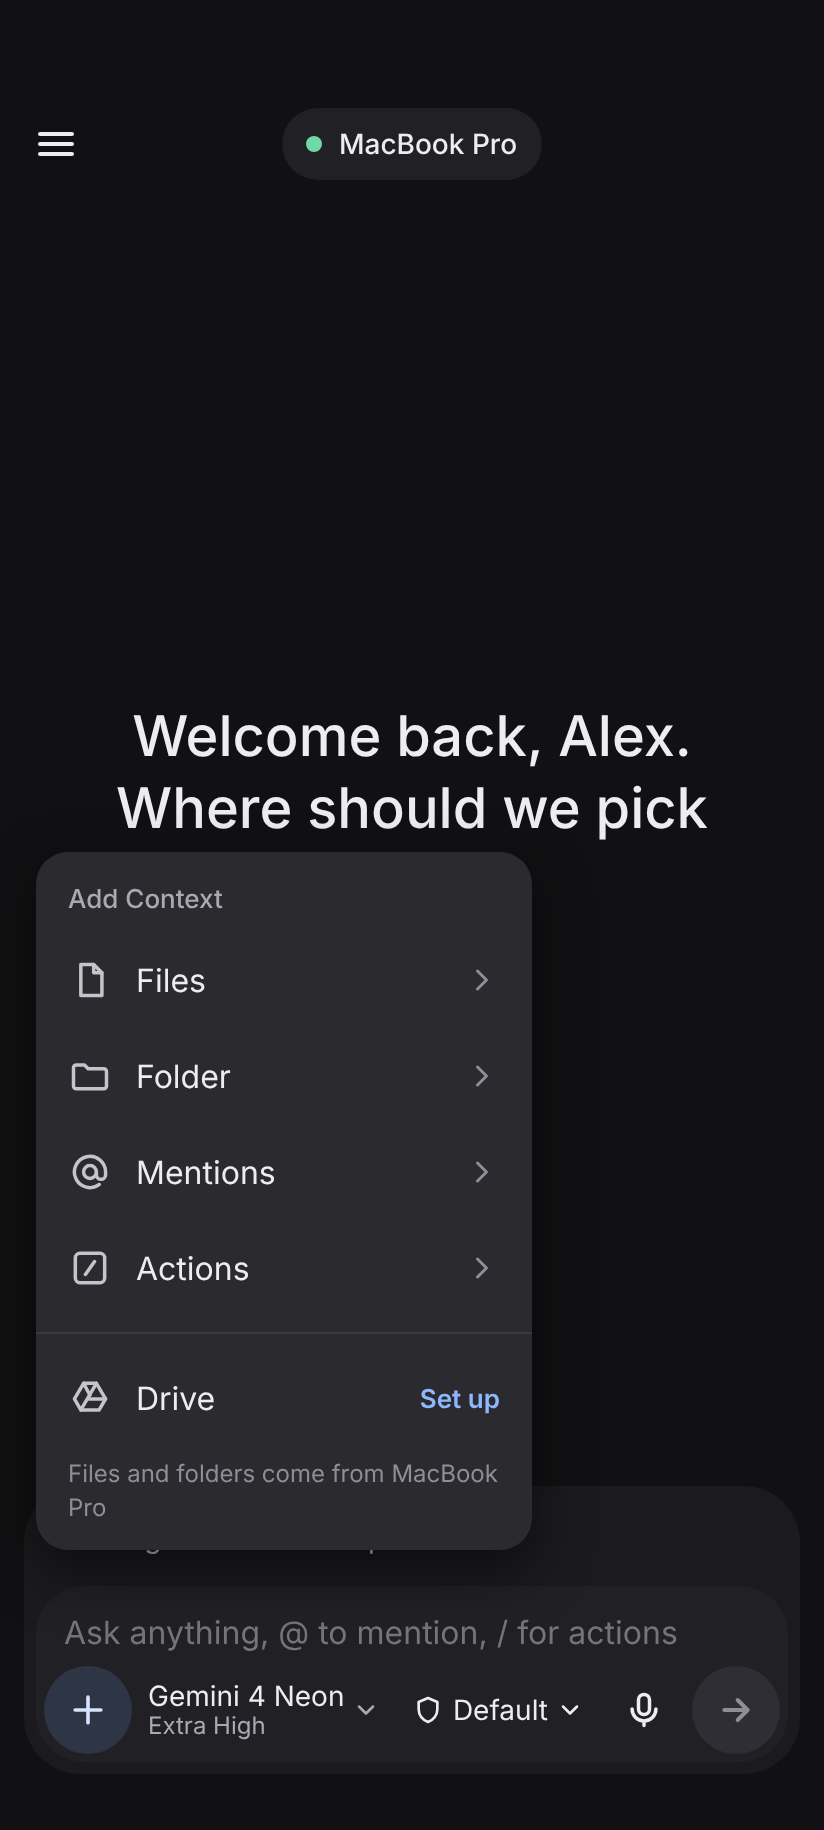 MacBook Pro
Welcome back, Alex.
Where should we pick
Add Context
Files
Folder
Mentions
Actions
Drive
Set up
Files and folders come from MacBook
Pro
Ask anything, @ to mention, / for actions
Gemini 4 Neon
Extra High
Default